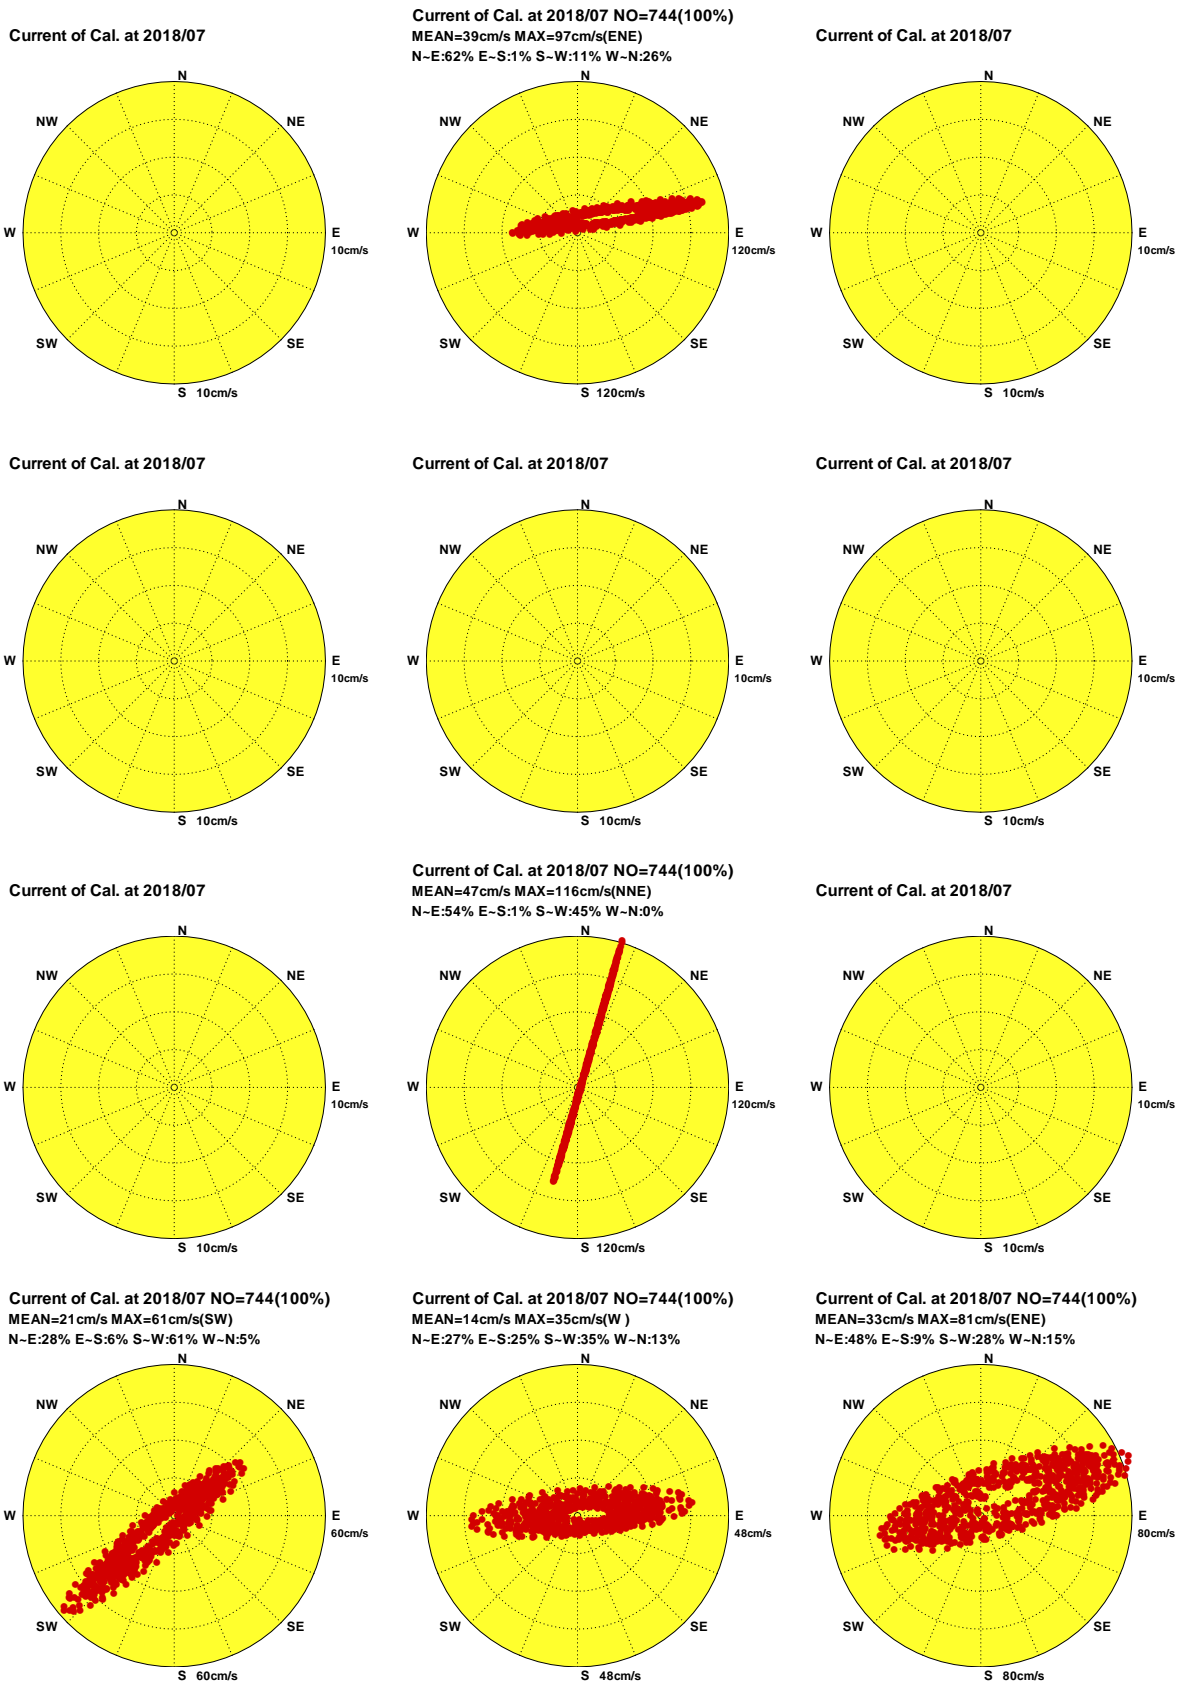 Current of Cal. at 2018/07
N
NW
NE
W
E
10cm/s
SW
SE
S 10cm/s
Current of Cal. at 2018/07 NO=744(100%)
MEAN=39cm/s MAX=97cm/s(ENE)
N~E:62% E~S:1% S~W:11% W~N:26%
N
NW
NE
W
E
120cm/s
SW
SE
S 120cm/s
Current of Cal. at 2018/07
N
NW
NE
W
E
10cm/s
SW
SE
S 10cm/s
Current of Cal. at 2018/07
N
NW
NE
W
E
10cm/s
SW
SE
S 10cm/s
Current of Cal. at 2018/07
N
NW
NE
W
E
10cm/s
SW
SE
S 10cm/s
Current of Cal. at 2018/07
N
NW
NE
W
E
10cm/s
SW
SE
S 10cm/s
Current of Cal. at 2018/07
N
NW
NE
W
E
10cm/s
SW
SE
S 10cm/s
Current of Cal. at 2018/07 NO=744(100%)
MEAN=47cm/s MAX=116cm/s(NNE)
N~E:54% E~S:1% S~W:45% W~N:0%
N
NW
NE
W
E
120cm/s
SW
SE
S 120cm/s
Current of Cal. at 2018/07
N
NW
NE
W
E
10cm/s
SW
SE
S 10cm/s
Current of Cal. at 2018/07 NO=744(100%)
MEAN=21cm/s MAX=61cm/s(SW)
N~E:28% E~S:6% S~W:61% W~N:5%
N
NW
NE
W
E
60cm/s
SW
SE
S 60cm/s
Current of Cal. at 2018/07 NO=744(100%)
MEAN=14cm/s MAX=35cm/s(W )
N~E:27% E~S:25% S~W:35% W~N:13%
N
NW
NE
W
E
48cm/s
SW
SE
S 48cm/s
Current of Cal. at 2018/07 NO=744(100%)
MEAN=33cm/s MAX=81cm/s(ENE)
N~E:48% E~S:9% S~W:28% W~N:15%
N
NW
NE
W
E
80cm/s
SW
SE
S 80cm/s